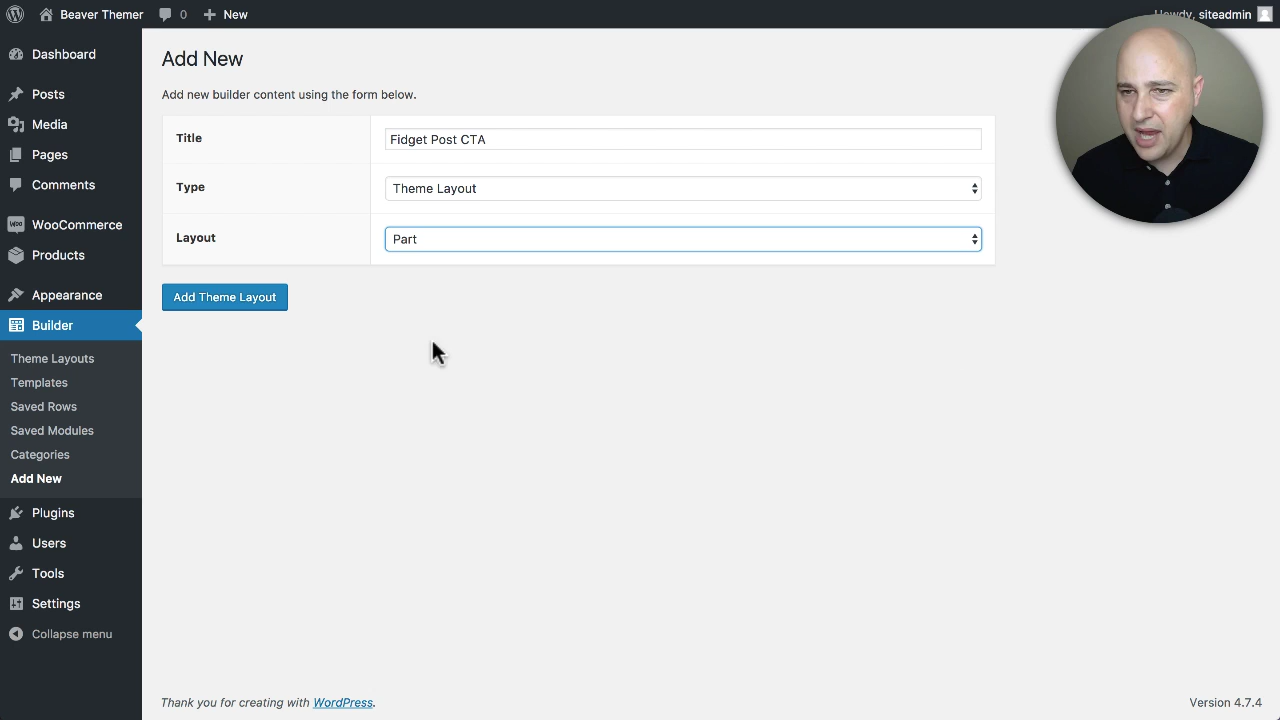 Beaver Themer
0
New
Howdy, siteadmin
Dashboard
Posts
Media
Pages
Comments
WOO
WooCommerce
Products
Appearance
Builder
Theme Layouts
Templates
Saved Rows
Saved Modules
Categories
Add New
Plugins
Users
Tools
Settings
Collapse menu
Add New
Add new builder content using the form below.
Title
Fidget Post CTA
Type
Theme Layout
Layout
Part
Add Theme Layout
Thank you for creating with WordPress.
Version 4.7.4